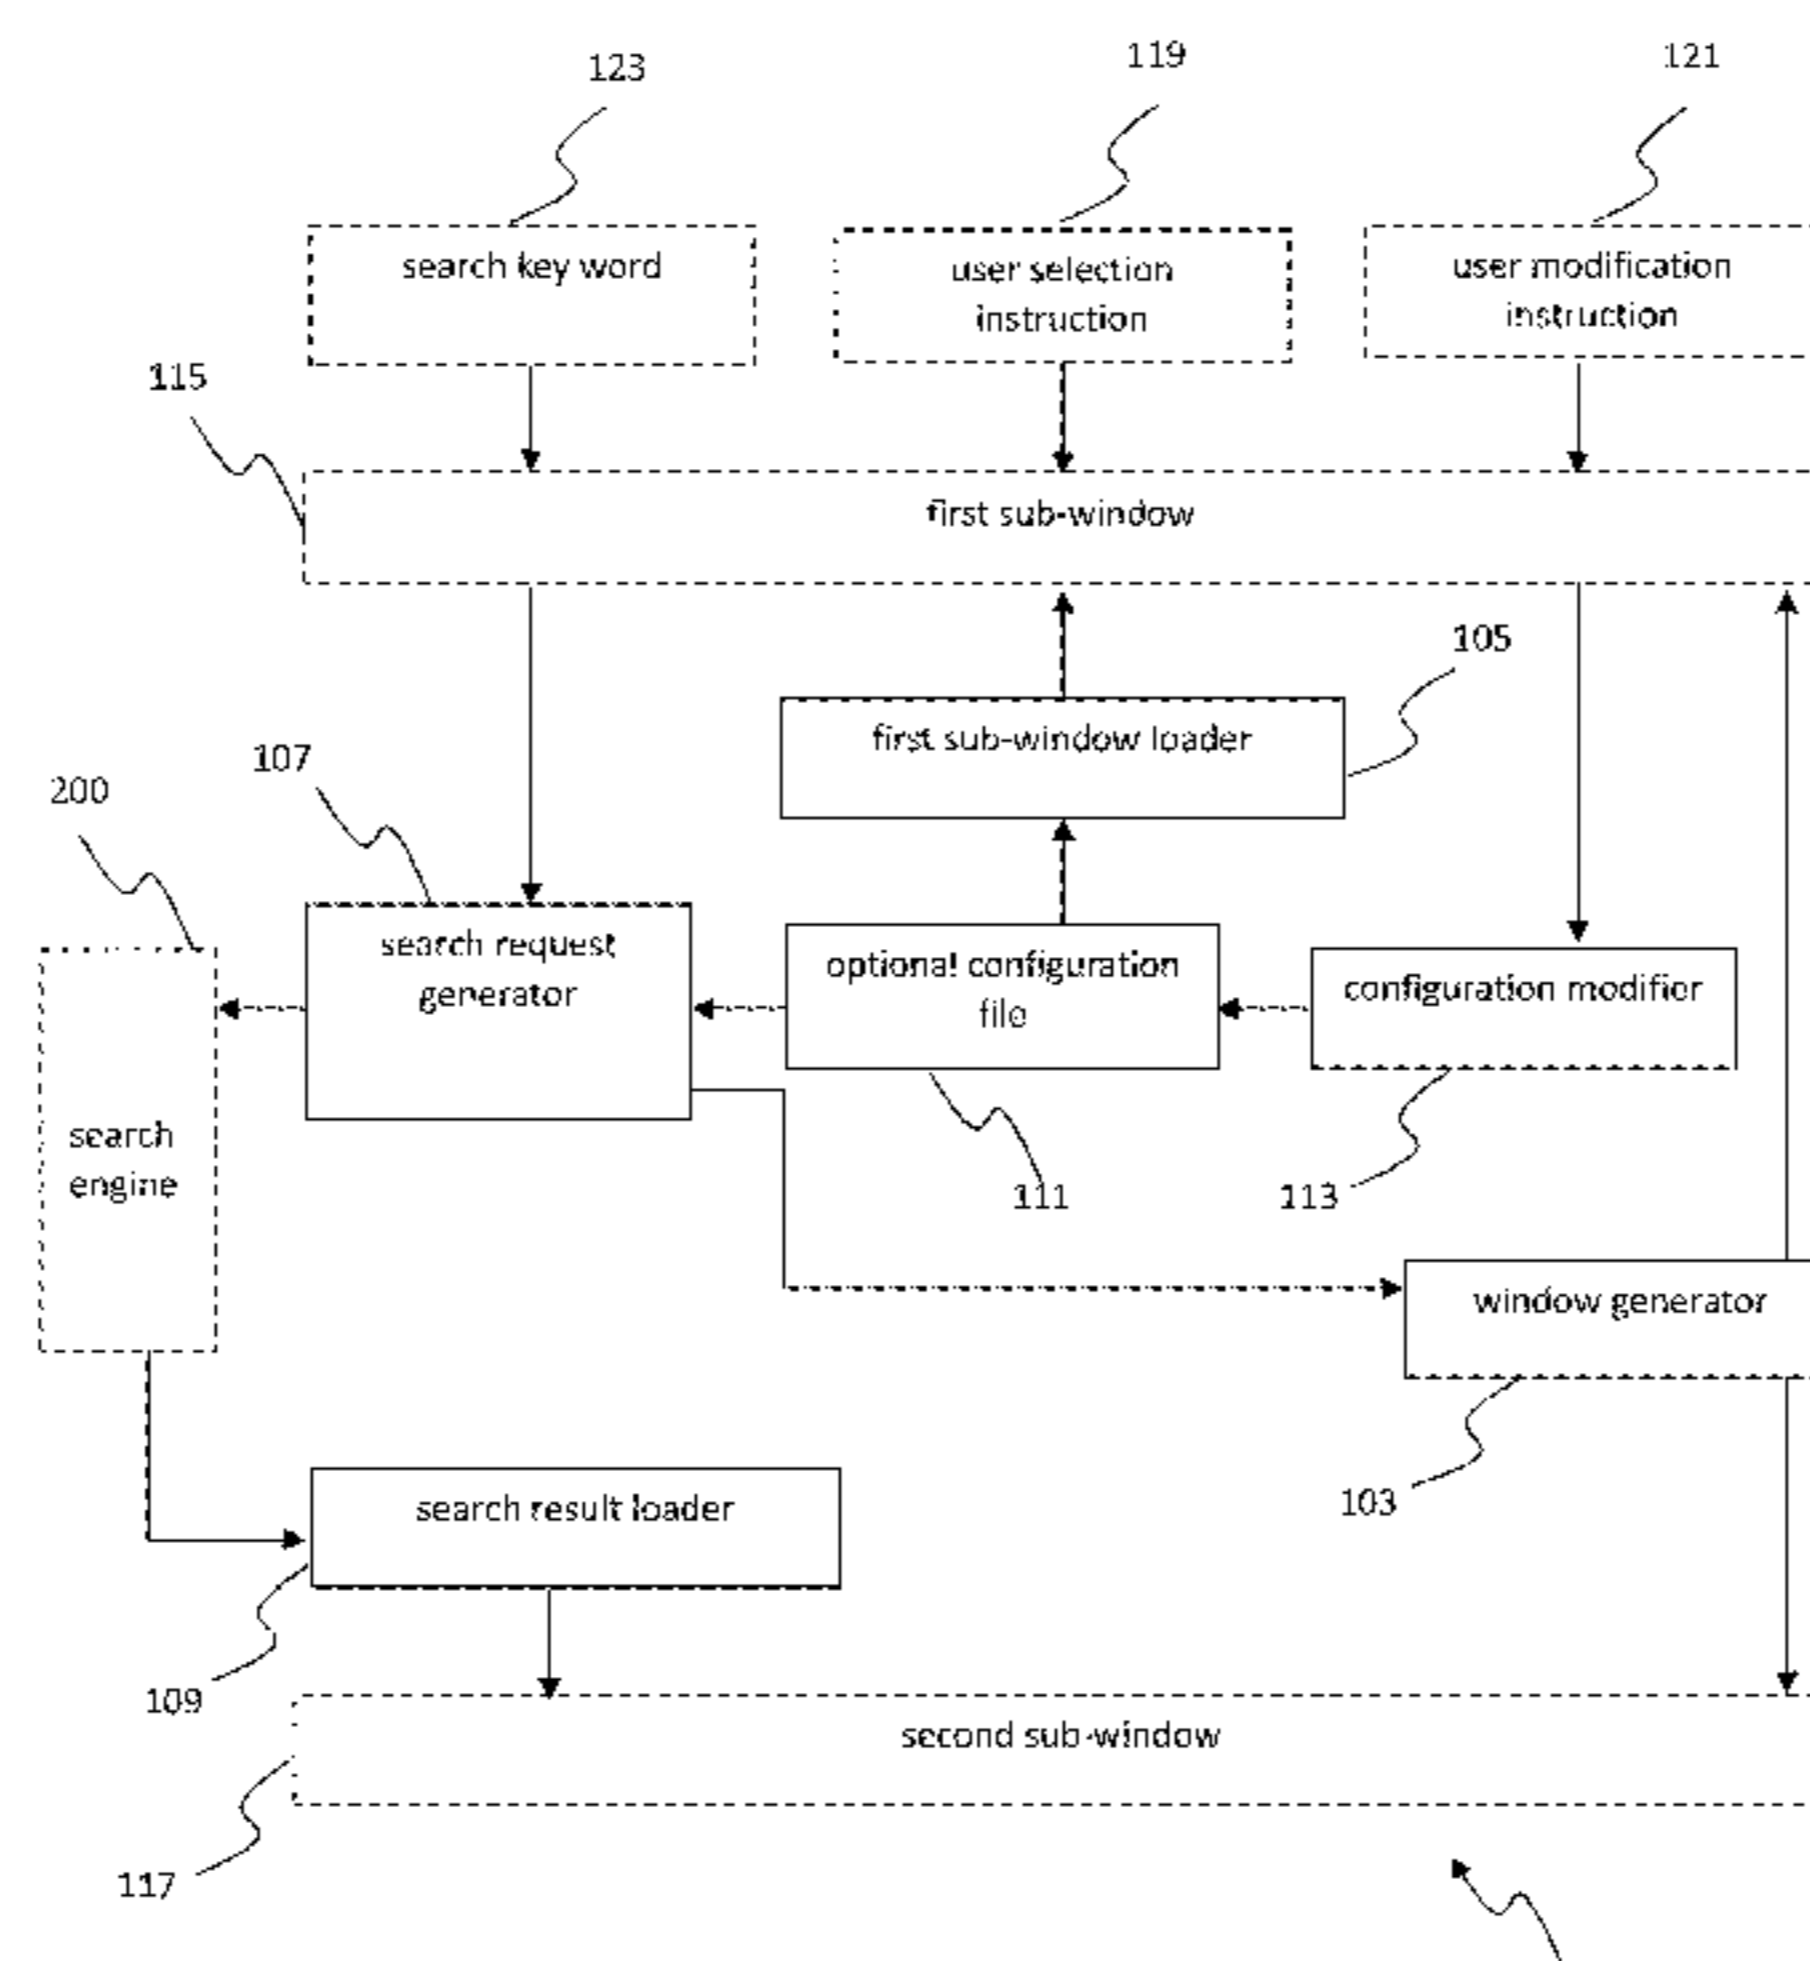 123
119
121
search key word
user selection
instruction
user modification
instruction
115
first sub-window
105
first sub-window loader
107
200
search request
generator
optional configuration
file
configuration modifier
search
engine
111
113
window generator
103
search result loader
109
second sub-window
117